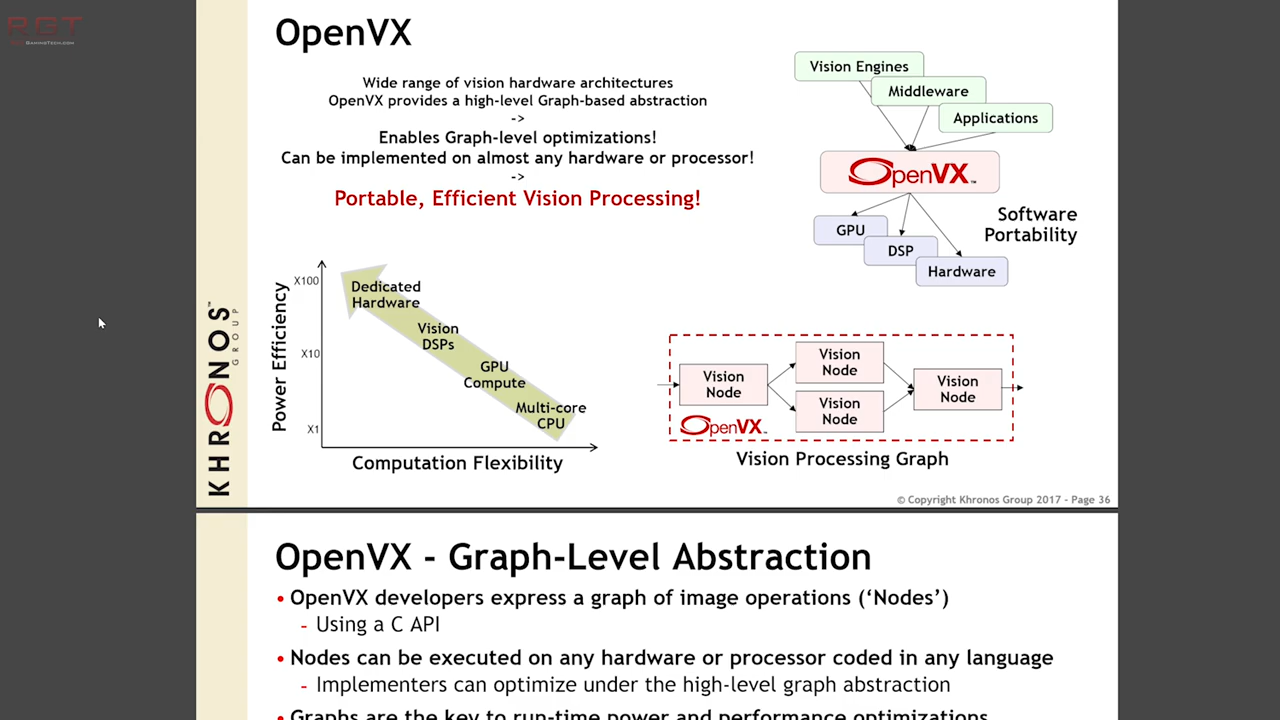 RGT
GamingTech.com
OpenVX
Wide range of vision hardware architectures
OpenVX provides a high-level Graph-based abstraction
->
Enables Graph-level optimizations!
Can be implemented on almost any hardware or processor!
->
Portable, Efficient Vision Processing!
Vision Engines
Middleware
Applications
OpenVX™
GPU
DSP
Hardware
Software
Portability
Power Efficiency
X100
X10
X1
Dedicated
Hardware
Vision
DSPs
GPU
Compute
Multi-core
CPU
Computation Flexibility
Vision
Node
Vision
Node
Vision
Node
Vision
Node
OpenVX™
Vision Processing Graph
KHRONOS™
GROUP
© Copyright Khronos Group 2017 - Page 36
OpenVX - Graph-Level Abstraction
• OpenVX developers express a graph of image operations (‘Nodes’)
- Using a C API
• Nodes can be executed on any hardware or processor coded in any language
- Implementers can optimize under the high-level graph abstraction
• Graphs are the key to run-time power and performance optimizations